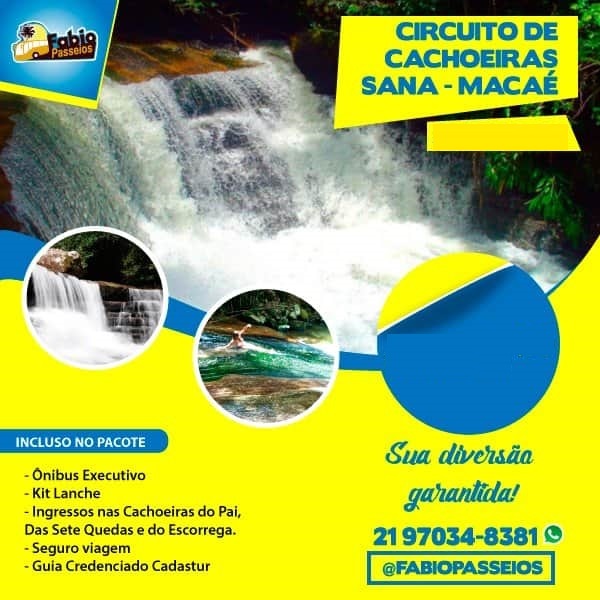 Fabio
Passeios
CIRCUITO DE
CACHOEIRAS
SANA - MACAÉ
INCLUSO NO PACOTE
- Ônibus Executivo
- Kit Lanche
- Ingressos nas Cachoeiras do Pai,
Das Sete Quedas e do Escorrega.
- Seguro viagem
- Guia Credenciado Cadastur
Sua diversão
garantida!
21 97034-8381
@FABIOPASSEIOS